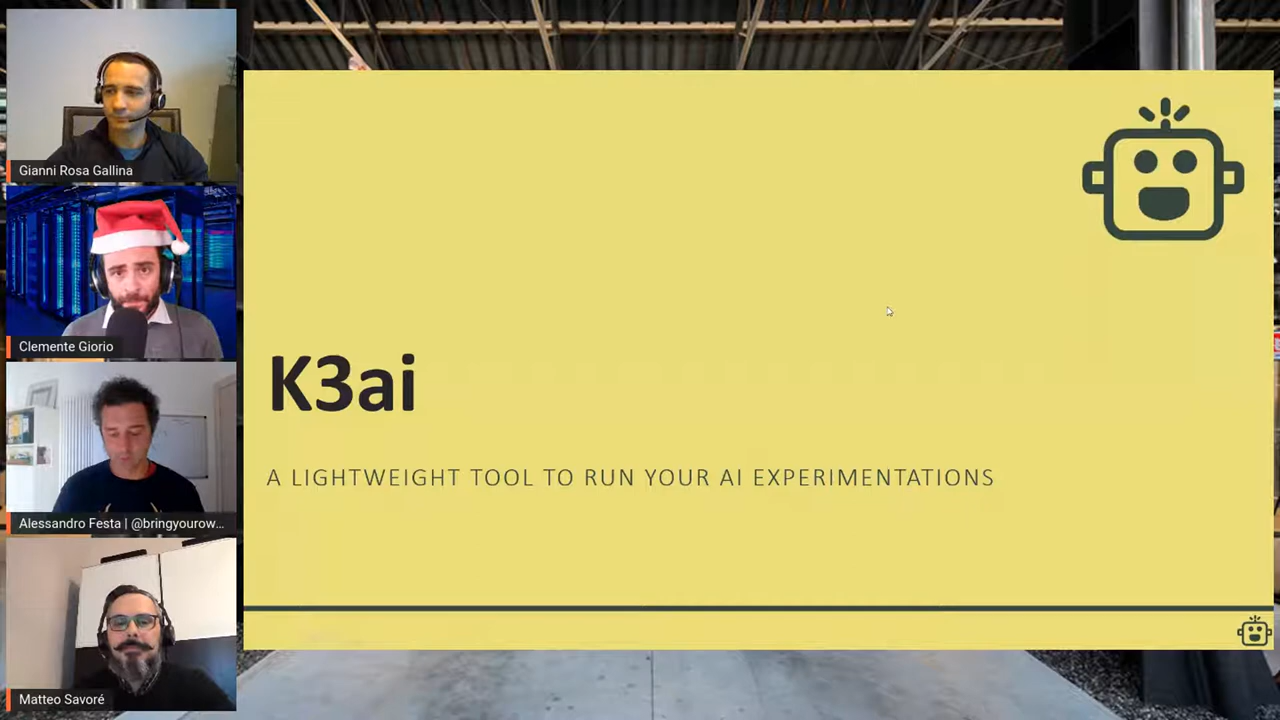 Gianni Rosa Gallina
Clemente Giorio
Alessandro Festa | @bringyourow...
Matteo Savoré
K3ai
A LIGHTWEIGHT TOOL TO RUN YOUR AI EXPERIMENTATIONS